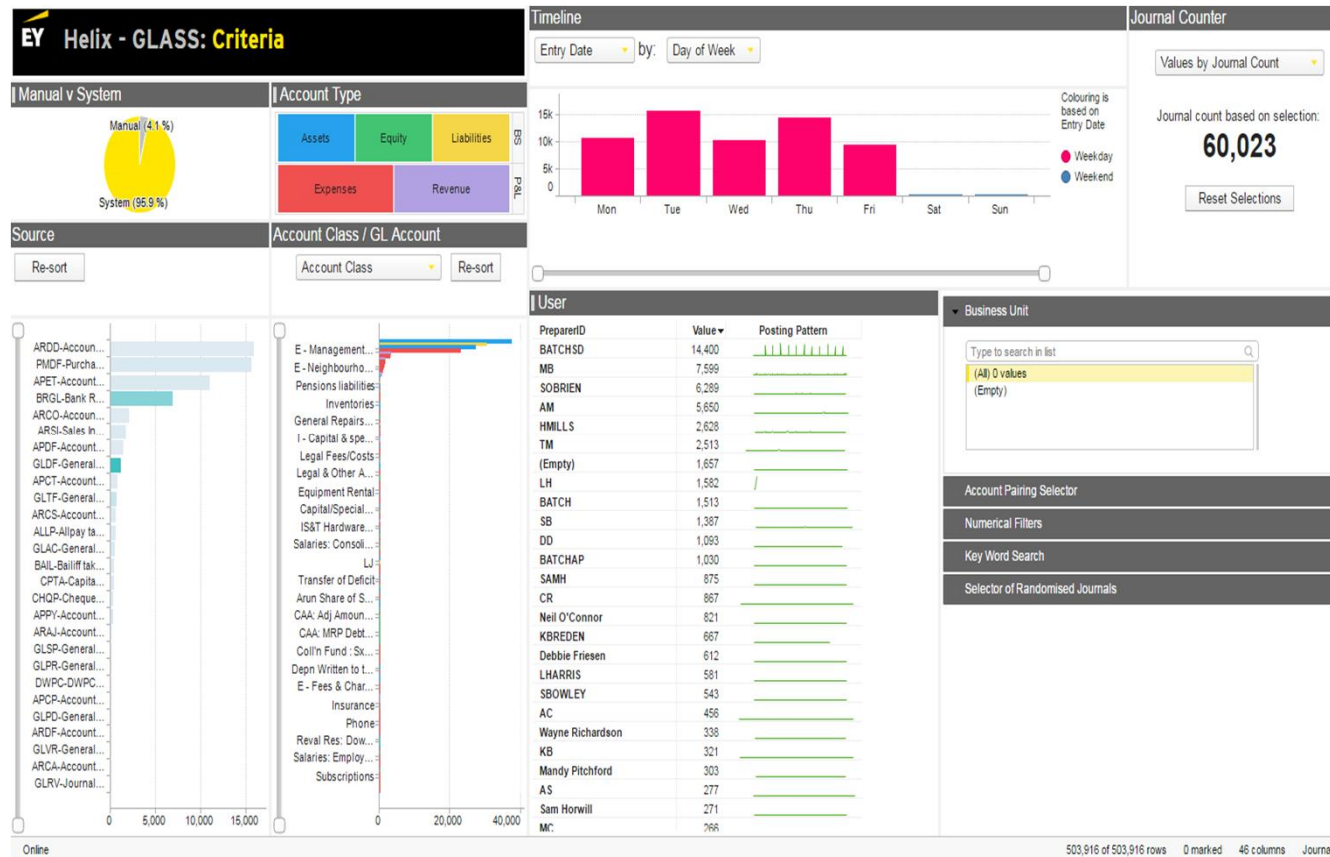 EY Helix - GLASS: Criteria
Manual v System
Manual (4.1 %)
System (95.9 %)
Account Type
Assets
Equity
Liabilities
BS
Expenses
Revenue
P&L
Timeline
Entry Date by: Day of Week
15k
10k
5k
0
Mon Tue Wed Thu Fri Sat Sun
Colouring is
based on
Entry Date
Weekday
Weekend
Journal Counter
Values by Journal Count
Journal count based on selection:
60,023
Reset Selections
Source
Re-sort
ARDD-Accoun...
PMDF-Purcha...
APET-Account...
BRGL-Bank R...
ARCO-Accoun...
ARSI-Sales In...
APDF-Account...
GLDF-General...
APCT-Account...
GLTF-General...
ARCS-Account...
ALLP-Allpay ta...
GLAC-General...
BAIL-Bailiff tak...
CPTA-Capita...
CHQP-Cheque...
APPY-Account...
ARAJ-Account...
GLSP-General...
GLPR-General...
DWPC-DWPC...
APCP-Account...
GLPD-General...
ARDF-Account...
GLVR-General...
ARCA-Account...
GLRV-Journal...
0 5,000 10,000 15,000
Account Class / GL Account
Account Class Re-sort
E - Management...
E - Neighbourho...
Pensions liabilities
Inventories
General Repairs...
I - Capital & spe...
Legal Fees/Costs
Legal & Other A...
Equipment Rental
Capital/Special...
IS&T Hardware...
Salaries: Consoli...
LJ
Transfer of Deficit
Arun Share of S...
CAA: Adj Amoun...
CAA: MRP Debt...
Coll'n Fund : Sx...
Depn Written to t...
E - Fees & Char...
Insurance
Phone
Reval Res: Dow...
Salaries: Employ...
Subscriptions
0 20,000 40,000
User
PreparerID Value Posting Pattern
BATCHSD 14,400
MB 7,599
SOBRIEN 6,289
AM 5,650
HMILLS 2,628
TM 2,513
(Empty) 1,657
LH 1,582
BATCH 1,513
SB 1,387
DD 1,093
BATCHAP 1,030
SAMH 875
CR 867
Neil O'Connor 821
KBREDEN 667
Debbie Friesen 612
LHARRIS 581
SBOWLEY 543
AC 456
Wayne Richardson 338
KB 321
Mandy Pitchford 303
AS 277
Sam Horwill 271
MC 266
Business Unit
Type to search in list
(All) 0 values
(Empty)
Account Pairing Selector
Numerical Filters
Key Word Search
Selector of Randomised Journals
Online
503,916 of 503,916 rows 0 marked 46 columns Journa